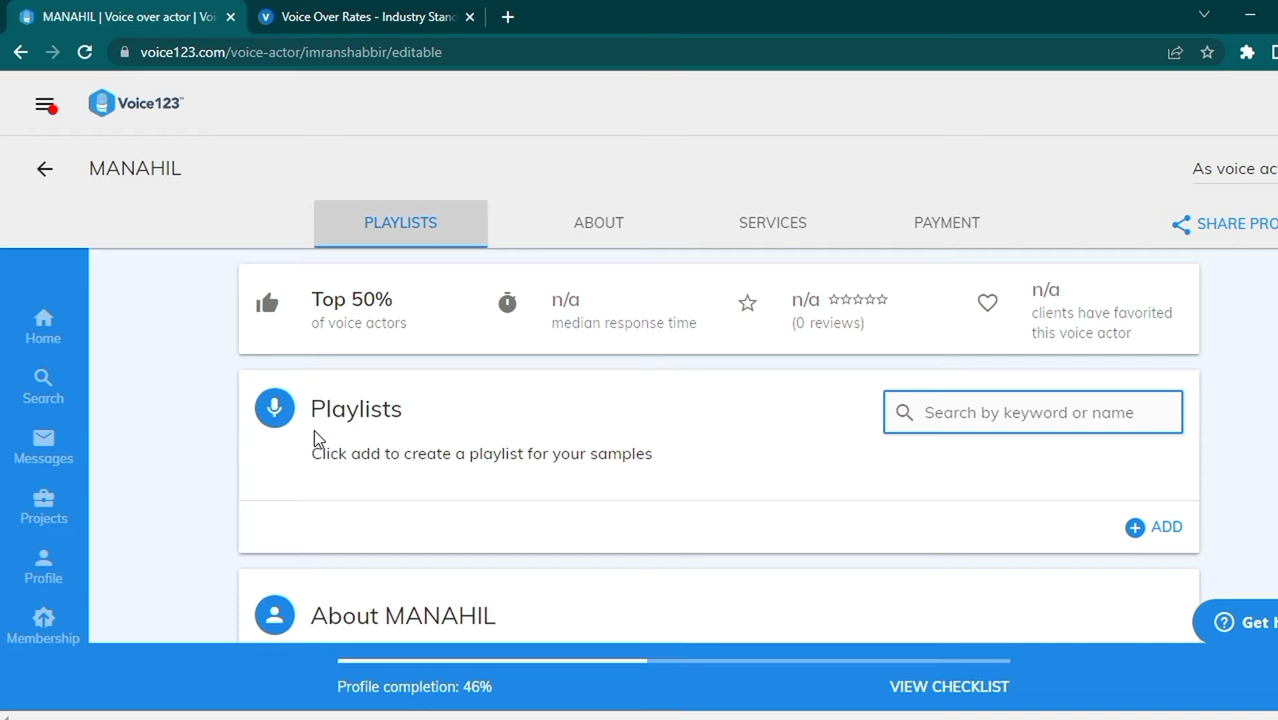 MANAHIL | Voice over actor | Voi
Voice Over Rates - Industry Stand
voice123.com/voice-actor/imranshabbir/editable
Voice123™
MANAHIL
As voice ac
PLAYLISTS
ABOUT
SERVICES
PAYMENT
SHARE PRO
Top 50%
of voice actors
n/a
median response time
n/a
(0 reviews)
n/a
clients have favorited
this voice actor
Home
Search
Messages
Projects
Profile
Membership
Playlists
Search by keyword or name
Click add to create a playlist for your samples
ADD
About MANAHIL
Get h
Profile completion: 46%
VIEW CHECKLIST